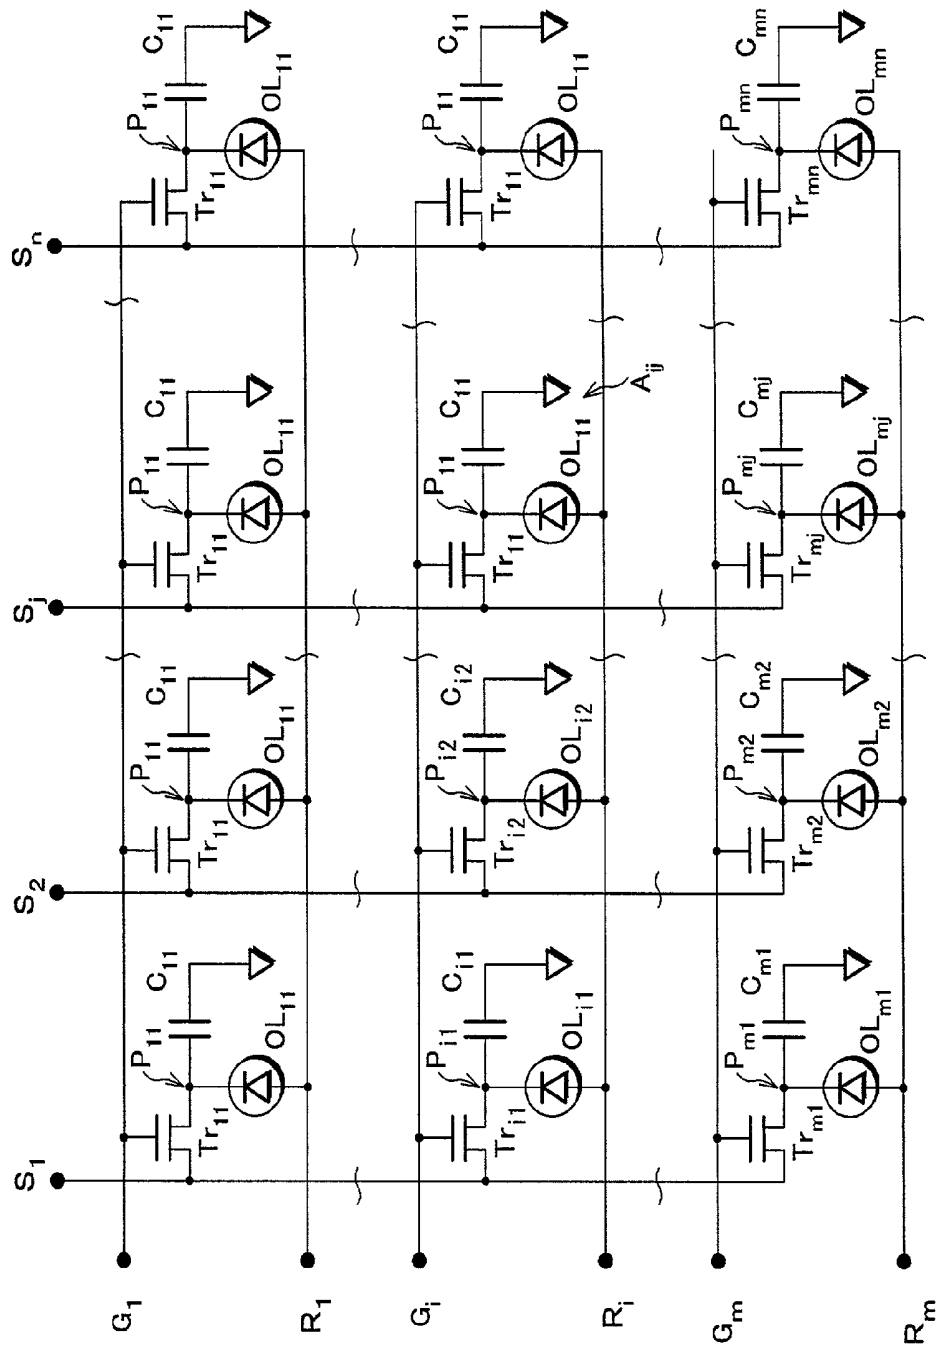 S₁ S₂ Sⱼ Sₙ
G₁
P₁₁ C₁₁ P₁₁ C₁₁ P₁₁ C₁₁ P₁₁ C₁₁
Tr₁₁ Tr₁₁ Tr₁₁ Tr₁₁
OL₁₁ OL₁₁ OL₁₁ OL₁₁
R₁
Gᵢ
Pᵢ₁ Cᵢ₁ Pᵢ₂ Cᵢ₂ P₁₁ C₁₁ P₁₁ C₁₁
Trᵢ₁ Trᵢ₂ Tr₁₁ Tr₁₁
OLᵢ₁ OLᵢ₂ OL₁₁ OL₁₁
Rᵢ
Aᵢⱼ
Gₘ
Pₘ₁ Cₘ₁ Pₘ₂ Cₘ₂ Pₘⱼ Cₘⱼ Pₘₙ Cₘₙ
Trₘ₁ Trₘ₂ Trₘⱼ Trₘₙ
OLₘ₁ OLₘ₂ OLₘⱼ OLₘₙ
Rₘ